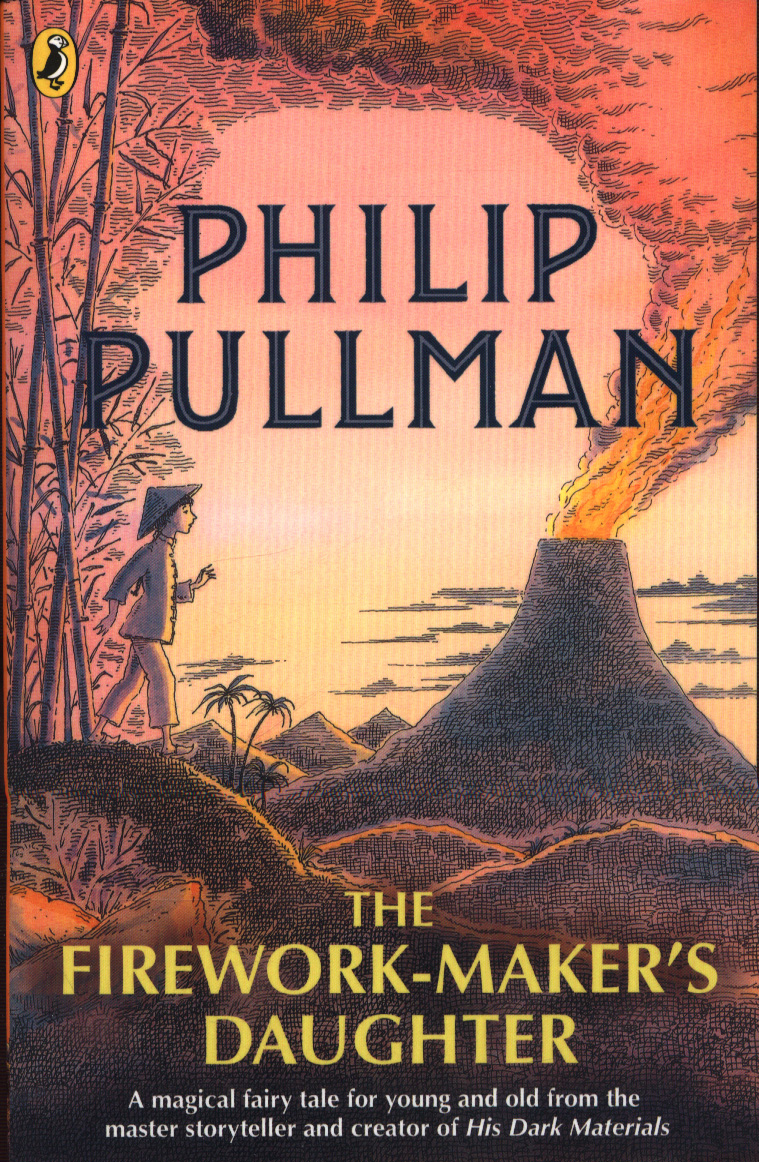 PHILIP
PULLMAN
THE
FIREWORK-MAKER'S
DAUGHTER
A magical fairy tale for young and old from the
master storyteller and creator of His Dark Materials